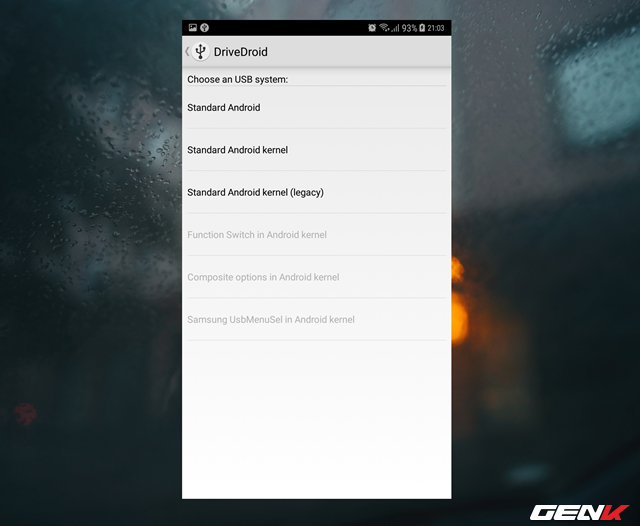 93% 21:03
DriveDroid
Choose an USB system:
Standard Android
Standard Android kernel
Standard Android kernel (legacy)
Function Switch in Android kernel
Composite options in Android kernel
Samsung UsbMenuSel in Android kernel
GENK